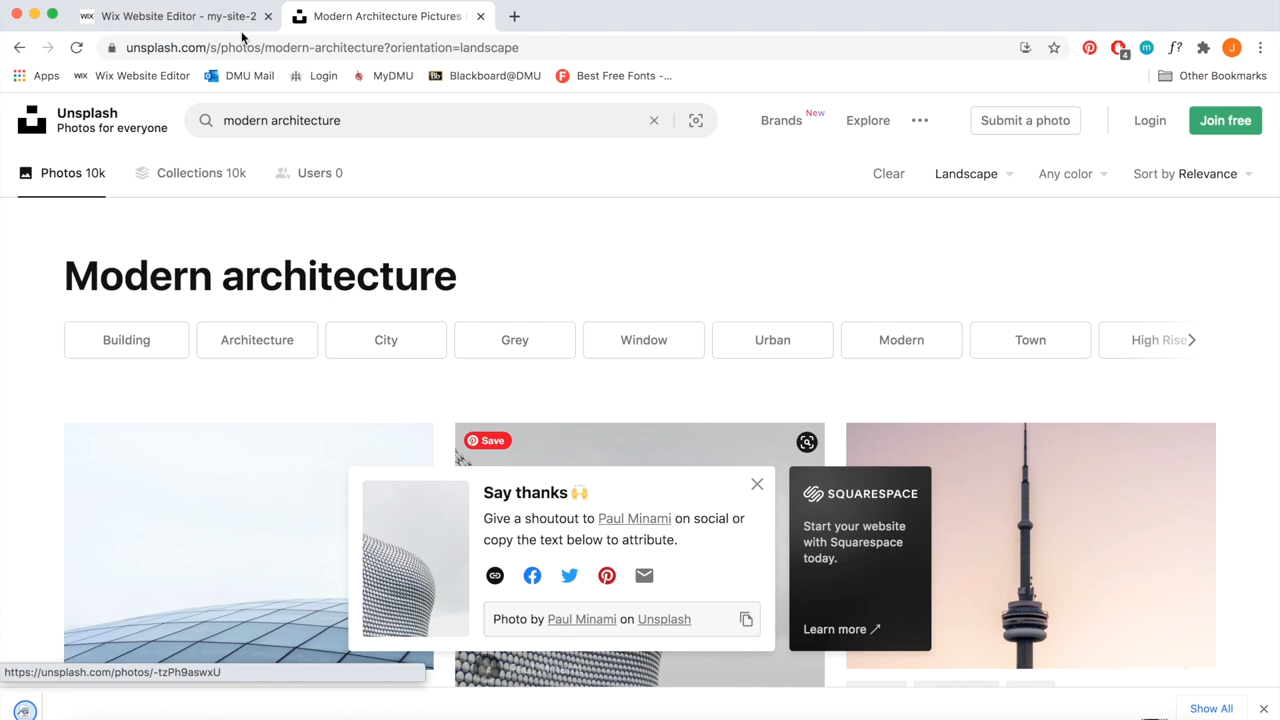 WIX Wix Website Editor - my-site-2
Modern Architecture Pictures
unsplash.com/s/photos/modern-architecture?orientation=landscape
4
m
f?
J
Apps
WIX Wix Website Editor
DMU Mail
Login
MyDMU
Bb Blackboard@DMU
F Best Free Fonts -...
Other Bookmarks
Unsplash
Photos for everyone
modern architecture
Brands New
Explore
Submit a photo
Login
Join free
Photos 10k
Collections 10k
Users 0
Clear
Landscape
Any color
Sort by Relevance
Modern architecture
Building
Architecture
City
Grey
Window
Urban
Modern
Town
High Rise
Save
Say thanks 🙌
Give a shoutout to Paul Minami on social or
copy the text below to attribute.
Photo by Paul Minami on Unsplash
SQUARESPACE
Start your website
with Squarespace
today.
Learn more
https://unsplash.com/photos/-tzPh9aswxU
Show All